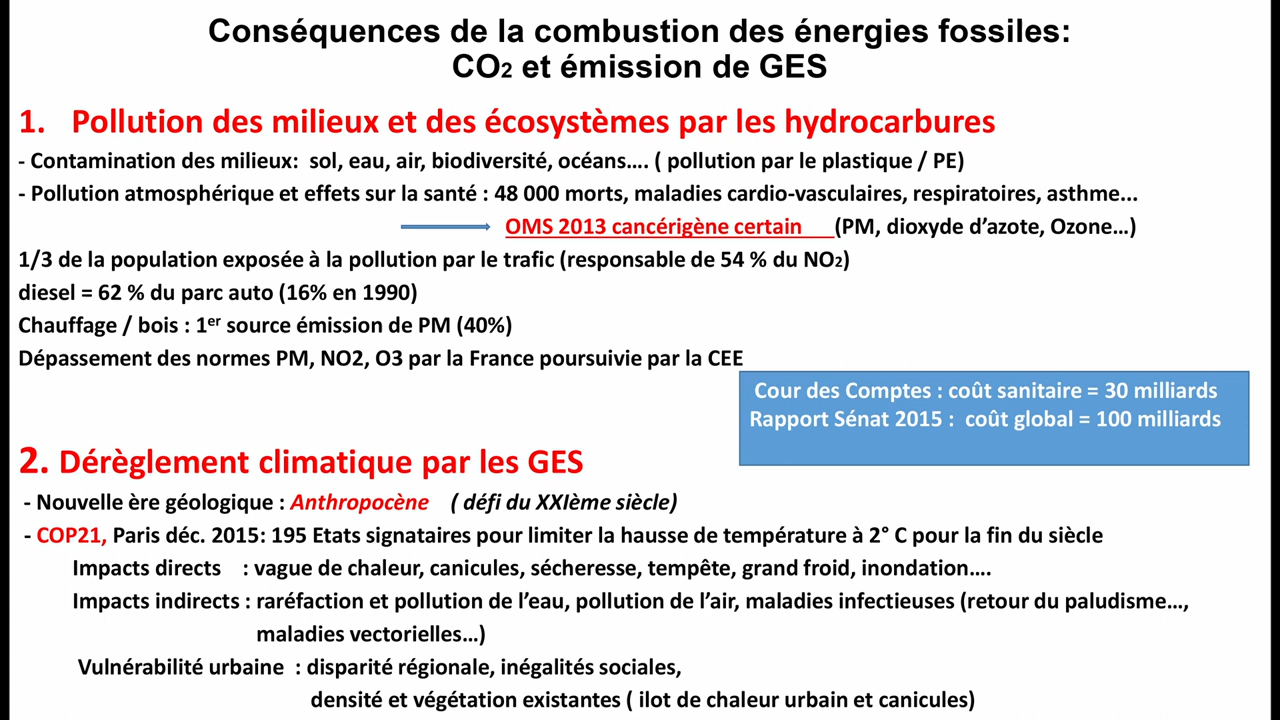 Conséquences de la combustion des énergies fossiles:
CO2 et émission de GES
1. Pollution des milieux et des écosystèmes par les hydrocarbures
- Contamination des milieux: sol, eau, air, biodiversité, océans…. ( pollution par le plastique / PE)
- Pollution atmosphérique et effets sur la santé : 48 000 morts, maladies cardio-vasculaires, respiratoires, asthme...
OMS 2013 cancérigène certain (PM, dioxyde d’azote, Ozone…)
1/3 de la population exposée à la pollution par le trafic (responsable de 54 % du NO2)
diesel = 62 % du parc auto (16% en 1990)
Chauffage / bois : 1er source émission de PM (40%)
Dépassement des normes PM, NO2, O3 par la France poursuivie par la CEE
Cour des Comptes : coût sanitaire = 30 milliards
Rapport Sénat 2015 : coût global = 100 milliards
2. Dérèglement climatique par les GES
- Nouvelle ère géologique : Anthropocène ( défi du XXIème siècle)
- COP21, Paris déc. 2015: 195 Etats signataires pour limiter la hausse de température à 2° C pour la fin du siècle
Impacts directs : vague de chaleur, canicules, sécheresse, tempête, grand froid, inondation….
Impacts indirects : raréfaction et pollution de l’eau, pollution de l’air, maladies infectieuses (retour du paludisme…,
maladies vectorielles…)
Vulnérabilité urbaine : disparité régionale, inégalités sociales,
densité et végétation existantes ( ilot de chaleur urbain et canicules)